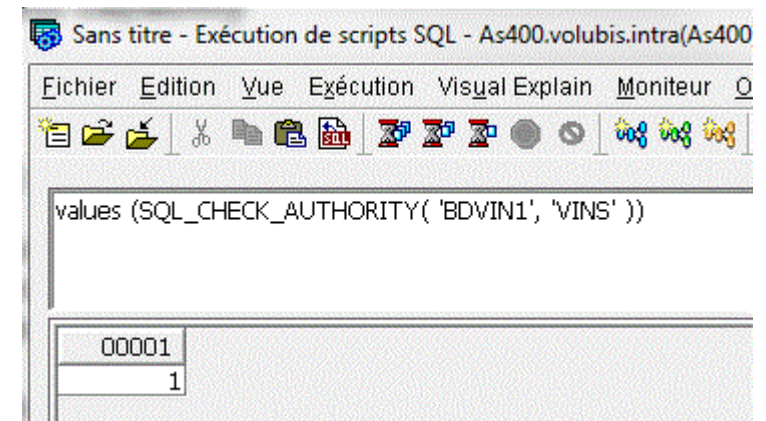 Sans titre - Exécution de scripts SQL - As400.volubis.intra(As400
Fichier Edition Vue Exécution Visual Explain Moniteur O
SQL
values (SQL_CHECK_AUTHORITY( 'BDVIN1', 'VINS' ))
00001
1